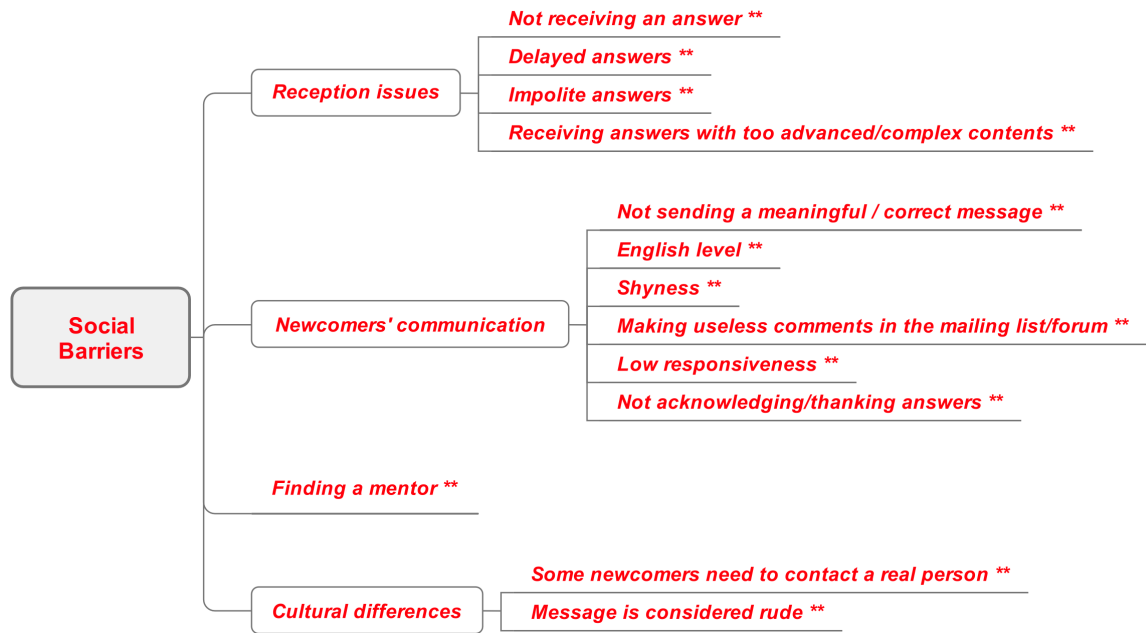 Social
Barriers
Reception issues
Not receiving an answer **
Delayed answers **
Impolite answers **
Receiving answers with too advanced/complex contents **
Newcomers' communication
Not sending a meaningful / correct message **
English level **
Shyness **
Making useless comments in the mailing list/forum **
Low responsiveness **
Not acknowledging/thanking answers **
Finding a mentor **
Cultural differences
Some newcomers need to contact a real person **
Message is considered rude **